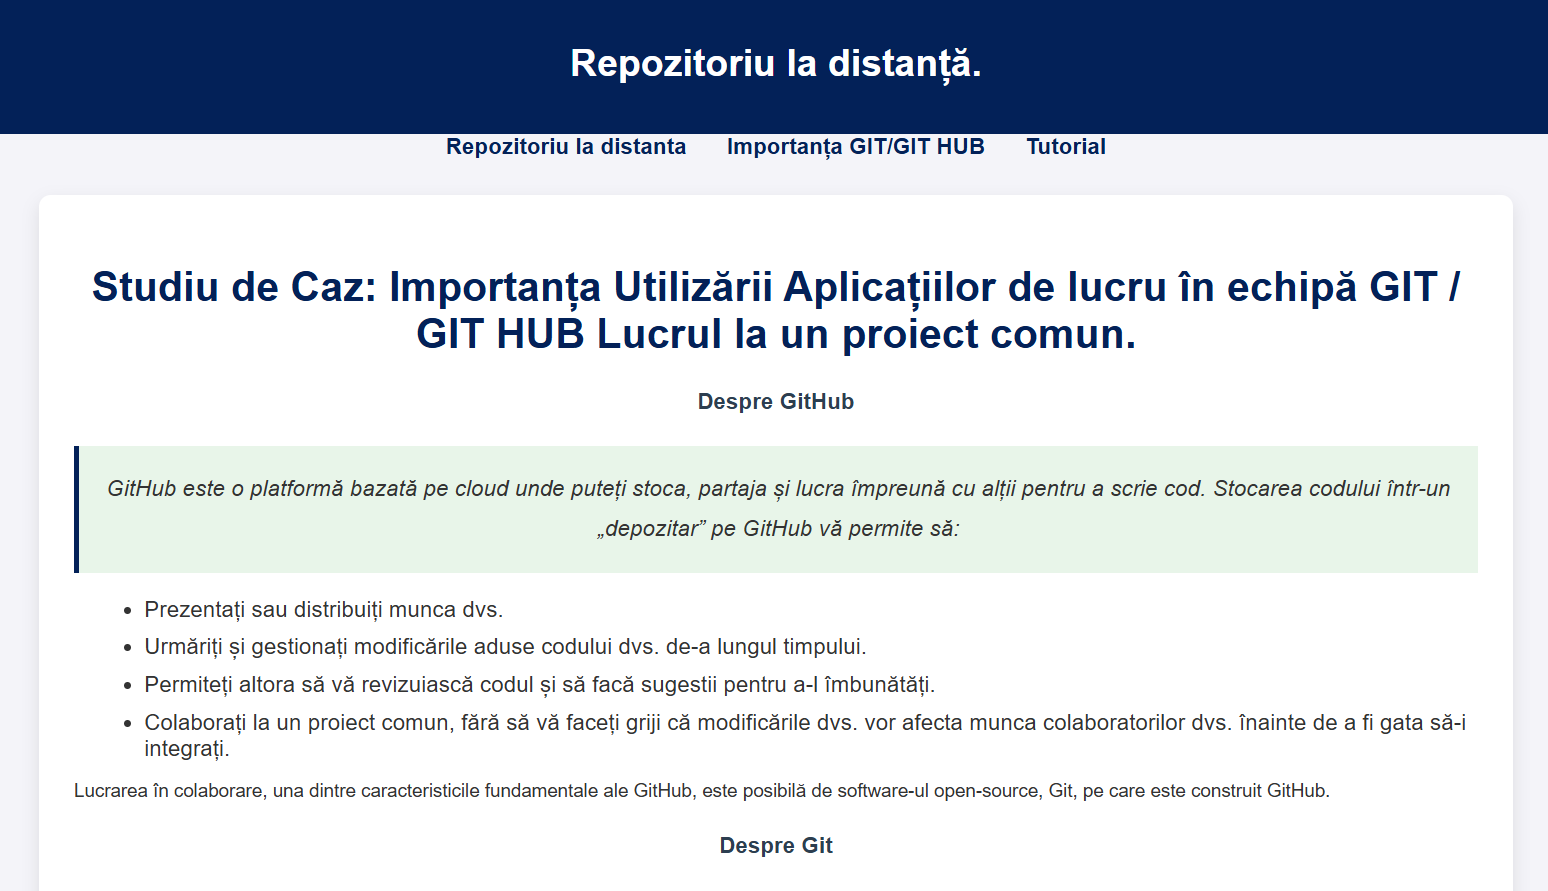 Repozitoriu la distanță.
Repozitoriu la distanta Importanța GIT/GIT HUB Tutorial
Studiu de Caz: Importanța Utilizării Aplicațiilor de lucru în echipă GIT /
GIT HUB Lucrul la un proiect comun.
Despre GitHub
GitHub este o platformă bazată pe cloud unde puteți stoca, partaja și lucra împreună cu alții pentru a scrie cod. Stocarea codului într-un
„depozitar” pe GitHub vă permite să:
• Prezentați sau distribuiți munca dvs.
• Urmăriți și gestionați modificările aduse codului dvs. de-a lungul timpului.
• Permiteți altora să vă revizuiască codul și să facă sugestii pentru a-l îmbunătăți.
• Colaborați la un proiect comun, fără să vă faceți griji că modificările dvs. vor afecta munca colaboratorilor dvs. înainte de a fi gata să-i
integrați.
Lucrarea în colaborare, una dintre caracteristicile fundamentale ale GitHub, este posibilă de software-ul open-source, Git, pe care este construit GitHub.
Despre Git